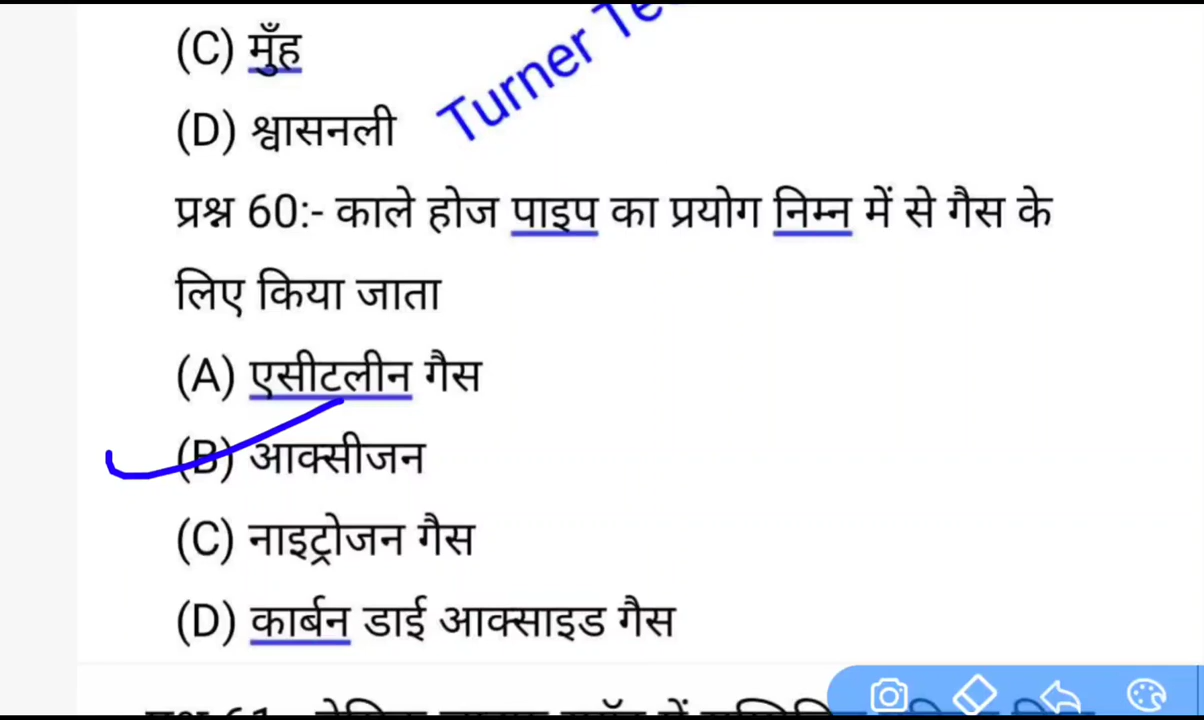 (C) मुँह
Turner Te
(D) श्वासनली
प्रश्न 60:- काले होज पाइप का प्रयोग निम्न में से गैस के
लिए किया जाता
(A) एसीटलीन गैस
(B) आक्सीजन
(C) नाइट्रोजन गैस
(D) कार्बन डाई आक्साइड गैस